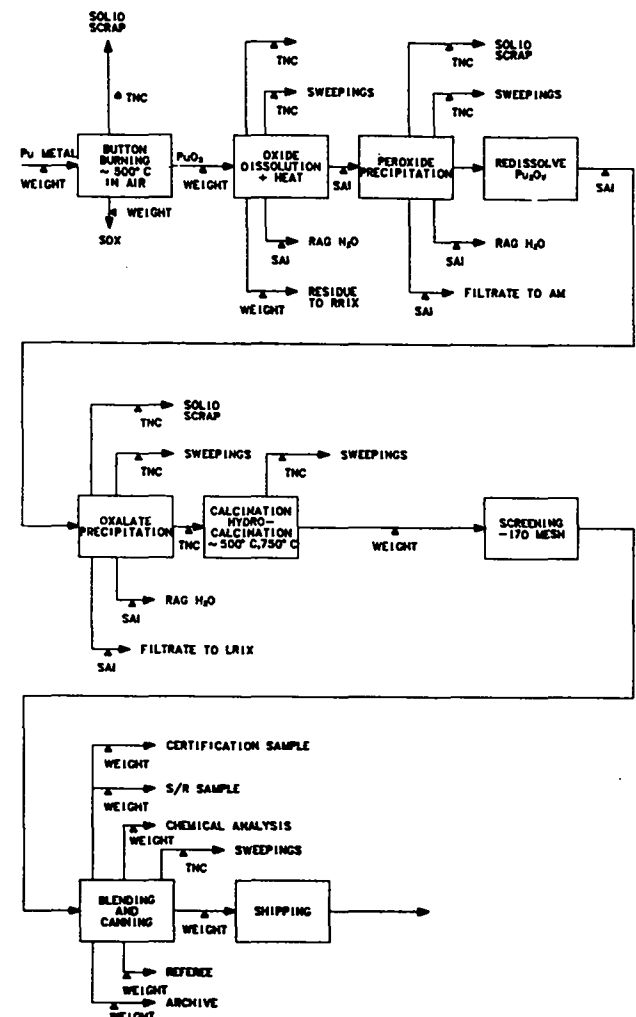 SOLID
SCRAP
TNC
Pu METAL
WEIGHT
BUTTON
BURNING
~ 500° C
IN AIR
WEIGHT
SOX
PuO₂
WEIGHT
TNC
SWEEPINGS
TNC
OXIDE
DISSOLUTION
+ HEAT
SAI
RAG H₂O
SAI
RESIDUE
TO RRIX
WEIGHT
SOLID
SCRAP
TNC
SWEEPINGS
TNC
PEROXIDE
PRECIPITATION
RAG H₂O
SAI
FILTRATE TO AM
SAI
REDISSOLVE
SAI
SOLID
SCRAP
TNC
SWEEPINGS
TNC
OXALATE
PRECIPITATION
TNC
RAG H₂O
SAI
FILTRATE TO LRIX
SAI
SWEEPINGS
TNC
CALCINATION
HYDRO-
CALCINATION
~ 500° C,750° C
WEIGHT
SCREENING
-170 MESH
CERTIFICATION SAMPLE
WEIGHT
S/R SAMPLE
WEIGHT
CHEMICAL ANALYSIS
WEIGHT
SWEEPINGS
TNC
BLENDING
AND
CANNING
WEIGHT
SHIPPING
REFEREE
WEIGHT
ARCHIVE
WEIGHT